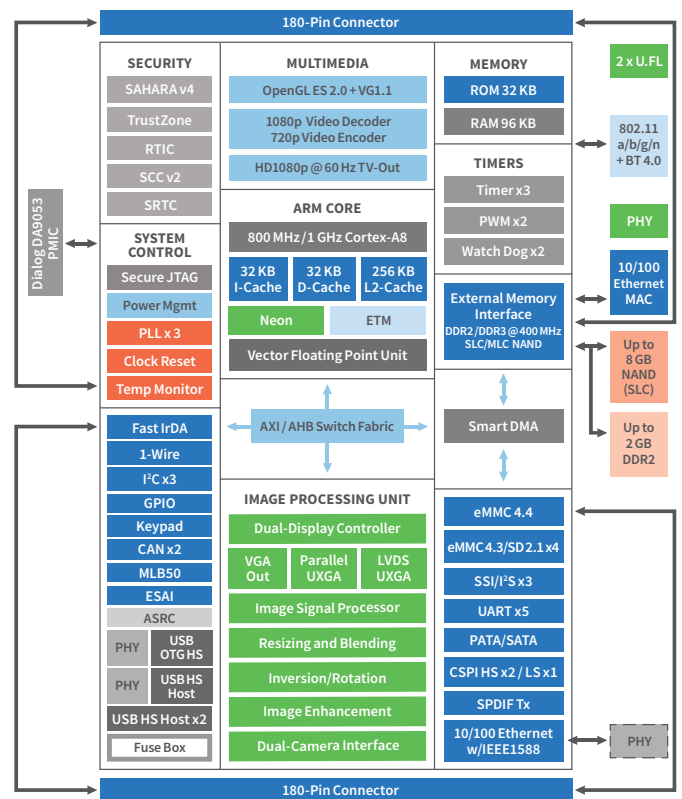 180-Pin Connector
SECURITY
SAHARA v4
TrustZone
RTIC
SCC v2
SRTC
SYSTEM
CONTROL
Secure JTAG
Power Mgmt
PLL x 3
Clock Reset
Temp Monitor
Dialog DA9053
PMIC
MULTIMEDIA
OpenGL ES 2.0 + VG1.1
1080p Video Decoder
720p Video Encoder
HD1080p @ 60 Hz TV-Out
ARM CORE
800 MHz/1 GHz Cortex-A8
32 KB
I-Cache
32 KB
D-Cache
256 KB
L2-Cache
Neon
ETM
Vector Floating Point Unit
MEMORY
ROM 32 KB
RAM 96 KB
TIMERS
Timer x3
PWM x2
Watch Dog x2
External Memory
Interface
DDR2/DDR3 @ 400 MHz
SLC/MLC NAND
2 x U.FL
802.11
a/b/g/n
+ BT 4.0
PHY
10/100
Ethernet
MAC
Up to
8 GB
NAND
(SLC)
Up to
2 GB
DDR2
AXI / AHB Switch Fabric
Smart DMA
Fast IrDA
1-Wire
I²C x3
GPIO
Keypad
CAN x2
MLB50
ESAI
ASRC
PHY
USB
OTG HS
PHY
USB HS
Host
USB HS Host x2
Fuse Box
IMAGE PROCESSING UNIT
Dual-Display Controller
VGA
Out
Parallel
UXGA
LVDS
UXGA
Image Signal Processor
Resizing and Blending
Inversion/Rotation
Image Enhancement
Dual-Camera Interface
eMMC 4.4
eMMC 4.3/SD 2.1 x4
SSI/I²S x3
UART x5
PATA/SATA
CSPI HS x2 / LS x1
SPDIF Tx
10/100 Ethernet
w/IEEE1588
PHY
180-Pin Connector